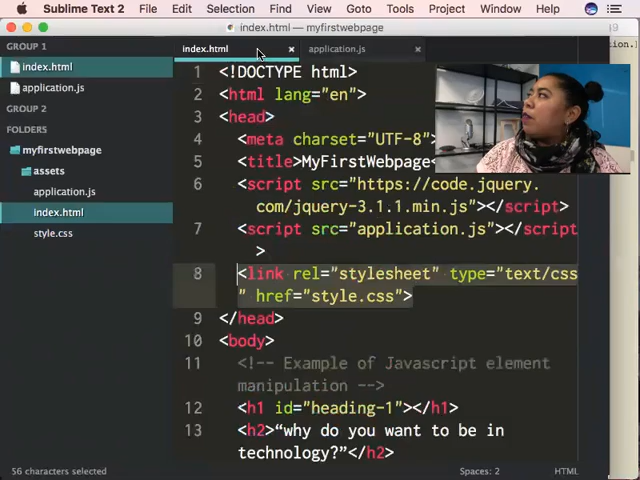 Sublime Text 2 File Edit Selection Find View Goto Tools Project Window Help
index.html — myfirstwebpage
GROUP 1
index.html
application.js
GROUP 2
FOLDERS
myfirstwebpage
assets
application.js
index.html
style.css
index.html × application.js ×
1 <!DOCTYPE html>
2 <html lang="en">
3 <head>
4 <meta charset="UTF-8">
5 <title>MyFirstWebpage<
6 <script src="https://code.jquery.
com/jquery-3.1.1.min.js"></script>
7 <script src="application.js"></script
>
8 <link rel="stylesheet" type="text/css
" href="style.css">
9 </head>
10 <body>
11 <!-- Example of Javascript element
manipulation -->
12 <h1 id="heading-1"></h1>
13 <h2>“why do you want to be in
technology?”</h2>
56 characters selected Spaces: 2 HTML